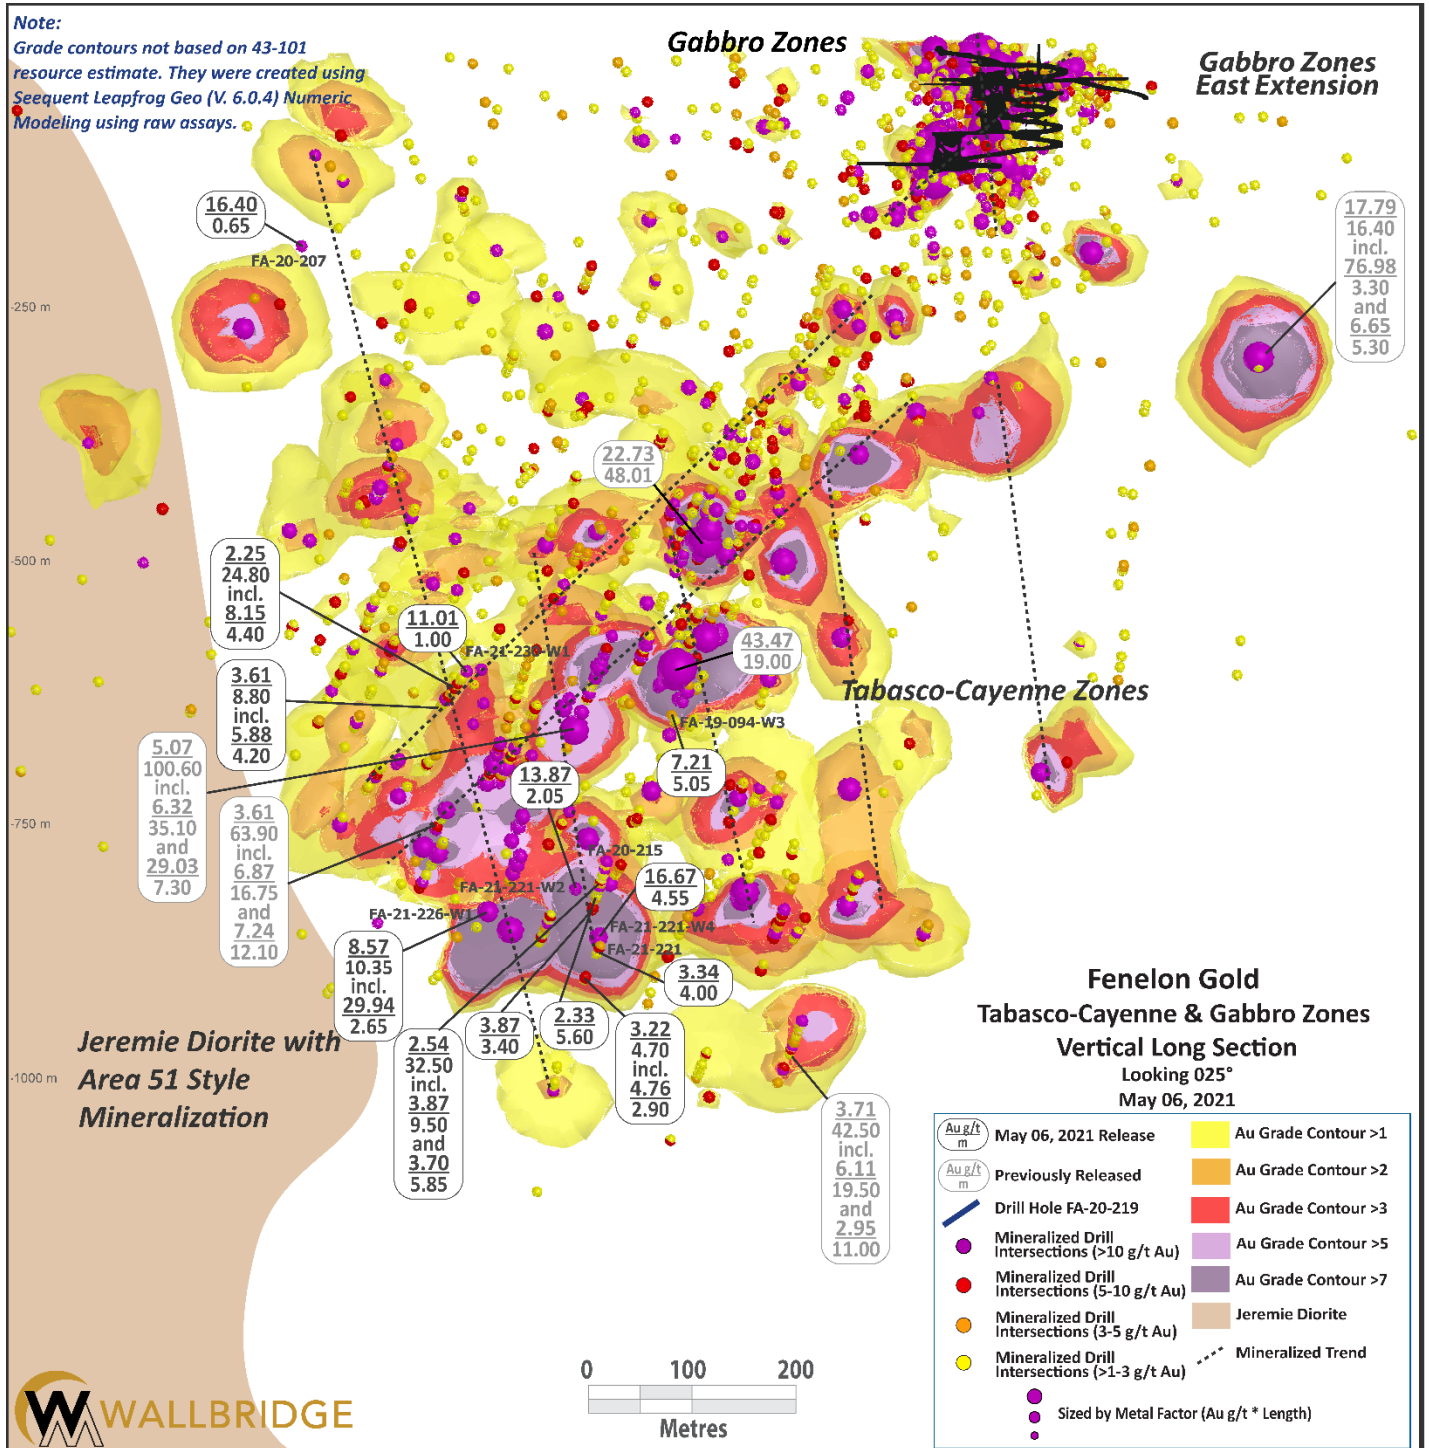 Note:
Grade contours not based on 43-101
resource estimate. They were created using
Seequent Leapfrog Geo (V. 6.0.4) Numeric
Modeling using raw assays.
Gabbro Zones
Gabbro Zones
East Extension
16.40
0.65
FA-20-207
17.79
16.40
incl.
76.98
3.30
and
6.65
5.30
-250 m
22.73
48.01
-500 m
2.25
24.80
incl.
8.15
4.40
11.01
1.00
FA-21-230-W1
43.47
19.00
Tabasco-Cayenne Zones
3.61
8.80
incl.
5.88
4.20
FA-19-094-W3
7.21
5.05
5.07
100.60
incl.
6.32
35.10
and
29.03
7.30
13.87
2.05
3.61
63.90
incl.
6.87
16.75
and
7.24
12.10
-750 m
FA-20-215
FA-21-221-W2
16.67
4.55
FA-21-226-W1
FA-21-221-W4
FA-21-221
8.57
10.35
incl.
29.94
2.65
3.34
4.00
2.54
32.50
incl.
3.87
9.50
and
3.70
5.85
3.87
3.40
2.33
5.60
3.22
4.70
incl.
4.76
2.90
Jeremie Diorite with
Area 51 Style
Mineralization
-1000 m
3.71
42.50
incl.
6.11
19.50
and
2.95
11.00
Fenelon Gold
Tabasco-Cayenne & Gabbro Zones
Vertical Long Section
Looking 025°
May 06, 2021
Au g/t
m
May 06, 2021 Release
Au g/t
m
Previously Released
Drill Hole FA-20-219
Mineralized Drill
Intersections (>10 g/t Au)
Mineralized Drill
Intersections (5-10 g/t Au)
Mineralized Drill
Intersections (3-5 g/t Au)
Mineralized Drill
Intersections (>1-3 g/t Au)
Sized by Metal Factor (Au g/t * Length)
Au Grade Contour >1
Au Grade Contour >2
Au Grade Contour >3
Au Grade Contour >5
Au Grade Contour >7
Jeremie Diorite
Mineralized Trend
0 100 200
Metres
WALLBRIDGE